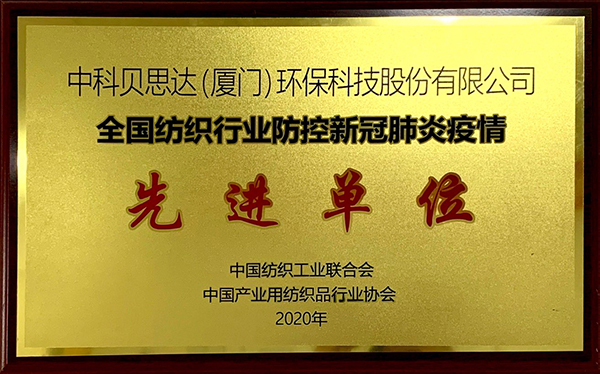 中科贝思达(厦门)环保科技股份有限公司
全国纺织行业防控新冠肺炎疫情
先进单位
中国纺织工业联合会
中国产业用纺织品行业协会
2020年